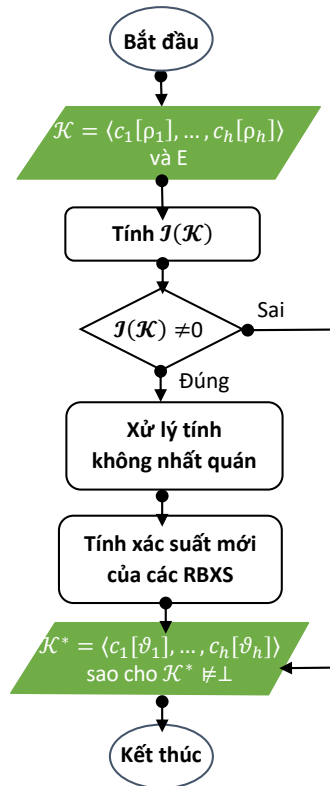 Bắt đầu
𝒦 = ⟨c₁[ρ₁], … , cₕ[ρₕ]⟩
và E
Tính 𝓘(𝓚)
𝓘(𝓚) ≠0
Sai
Đúng
Xử lý tính
không nhất quán
Tính xác suất mới
của các RBXS
𝒦* = ⟨c₁[ϑ₁], … , cₕ[ϑₕ]⟩
sao cho 𝒦* ⊭⊥
Kết thúc